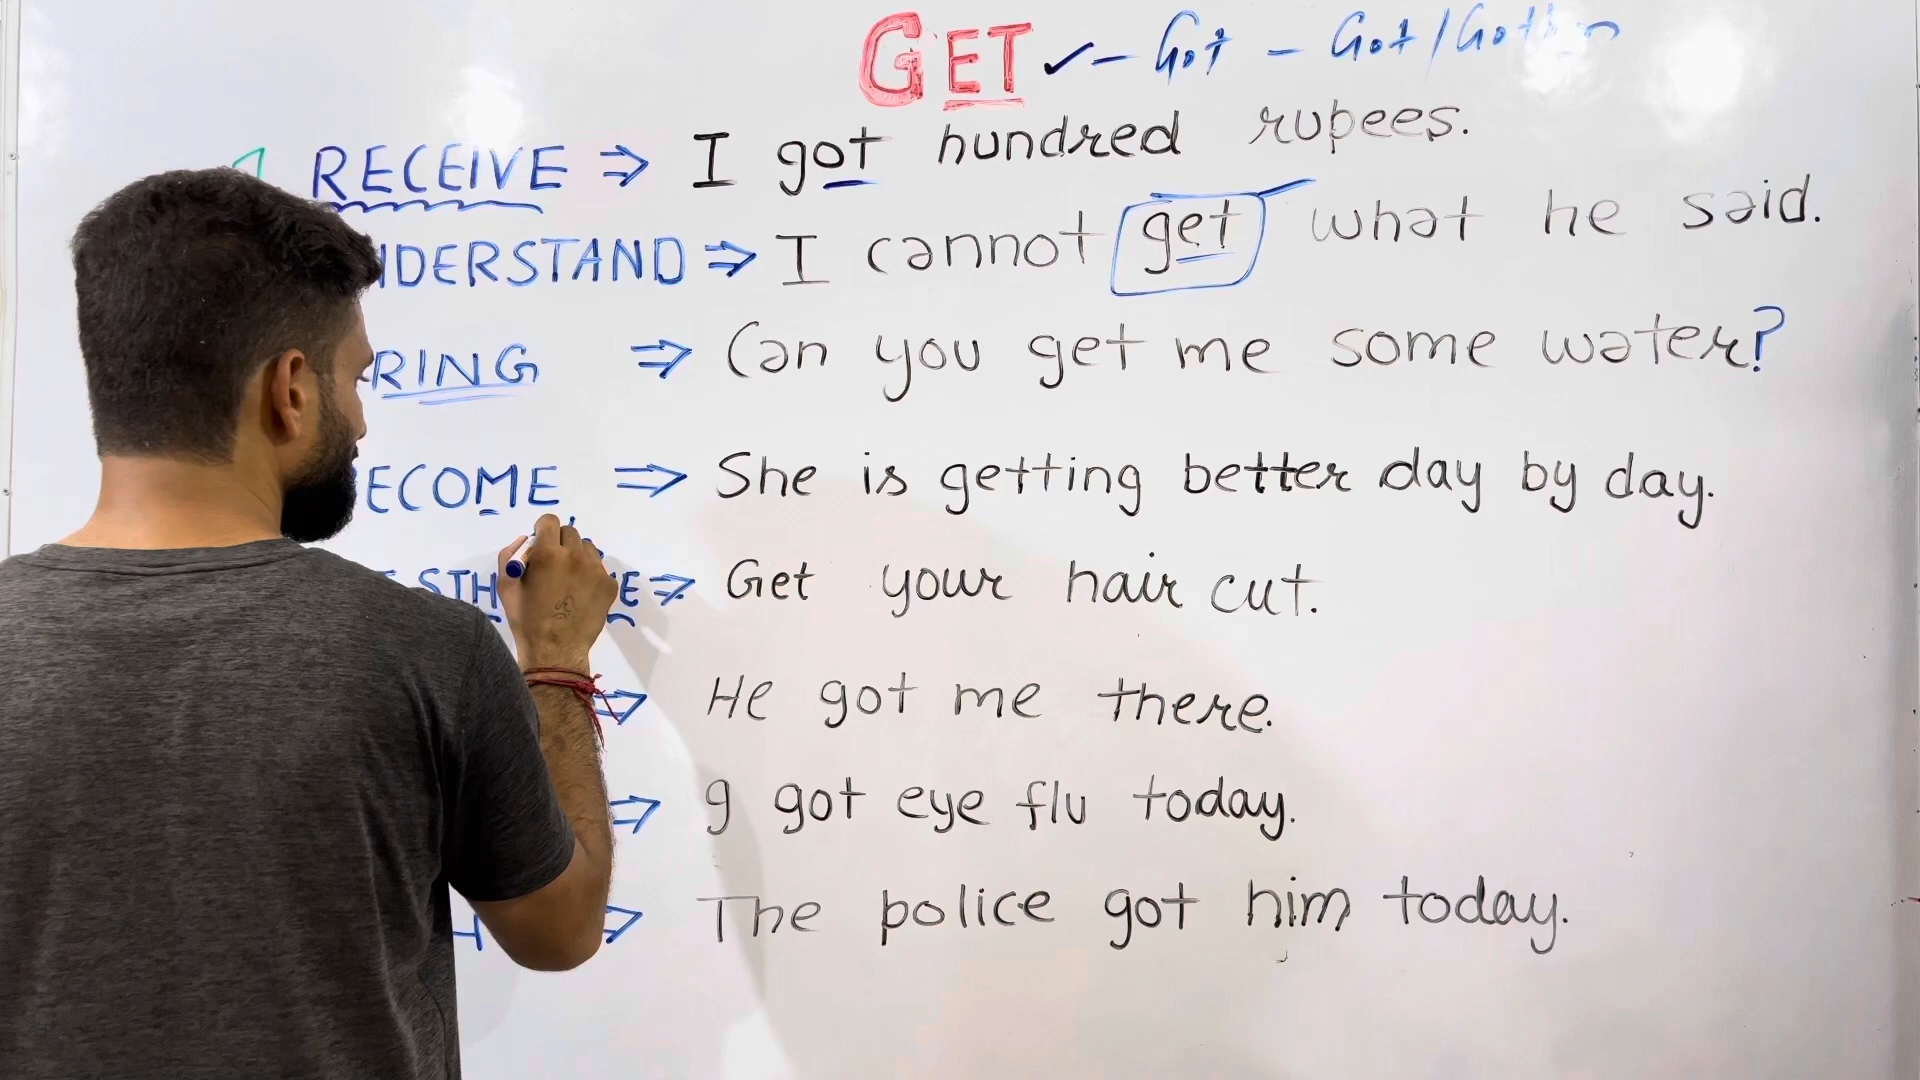 GET ✓ - Got - Got/Gotten
RECEIVE ⇒ I got hundred rupees.
NDERSTAND ⇒ I cannot get what he said.
RING ⇒ Can you get me some water?
ECOME ⇒ She is getting better day by day.
⇒ Get your hair cut.
⇒ He got me there.
⇒ I got eye flu today.
H ⇒ The police got him today.